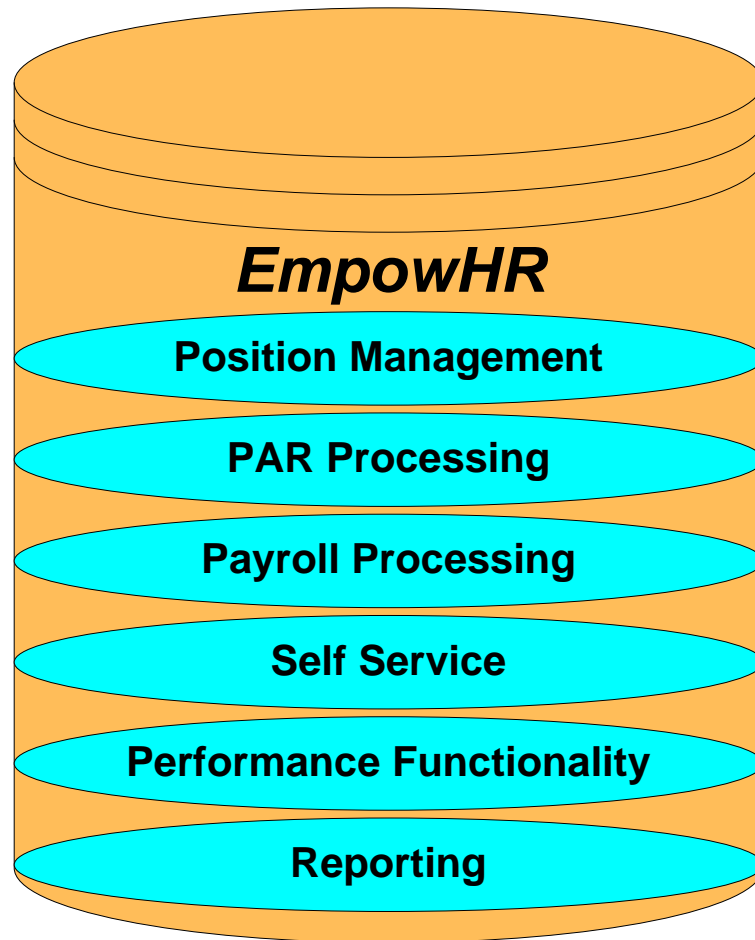 EmpowHR
Position Management
PAR Processing
Payroll Processing
Self Service
Performance Functionality
Reporting